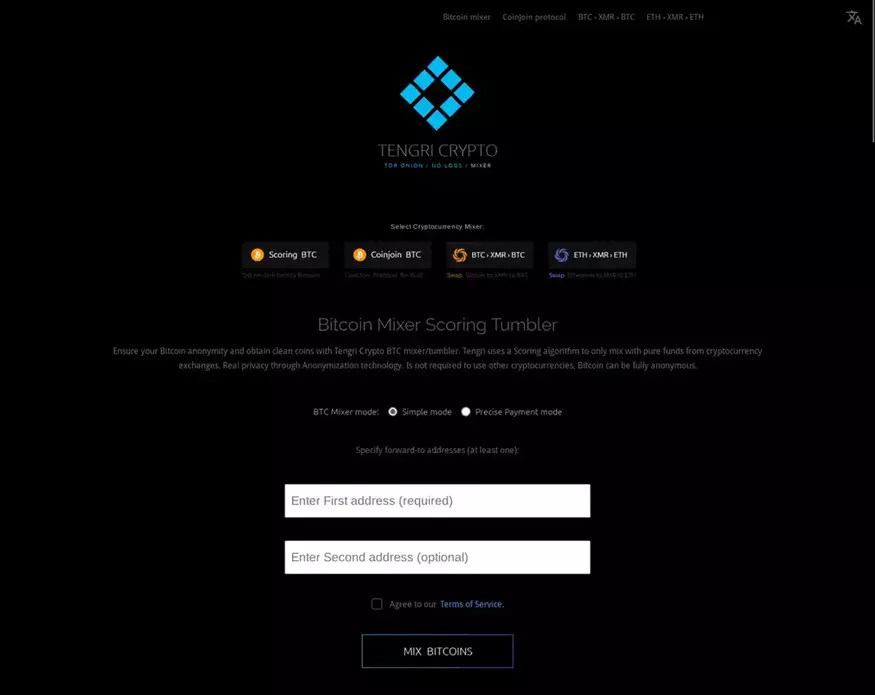 Bitcoin mixer CoinJoin protocol BTC › XMR › BTC ETH › XMR › ETH
TENGRI CRYPTO
TOR ONION / NO LOGS / MIXER
Select Cryptocurrency Mixer:
Scoring BTC Coinjoin BTC BTC › XMR › BTC ETH › XMR › ETH
Swap Swap
Bitcoin Mixer Scoring Tumbler
Ensure your Bitcoin anonymity and obtain clean coins with Tengri Crypto BTC mixer/tumbler. Tengri uses a Scoring algorithm to only mix with pure funds from cryptocurrency
exchanges. Real privacy through Anonymization technology. Is not required to use other cryptocurrencies, Bitcoin can be fully anonymous.
BTC Mixer mode: Simple mode Precise Payment mode
Specify forward-to addresses (at least one):
Enter First address (required)
Enter Second address (optional)
Agree to our Terms of Service.
MIX BITCOINS